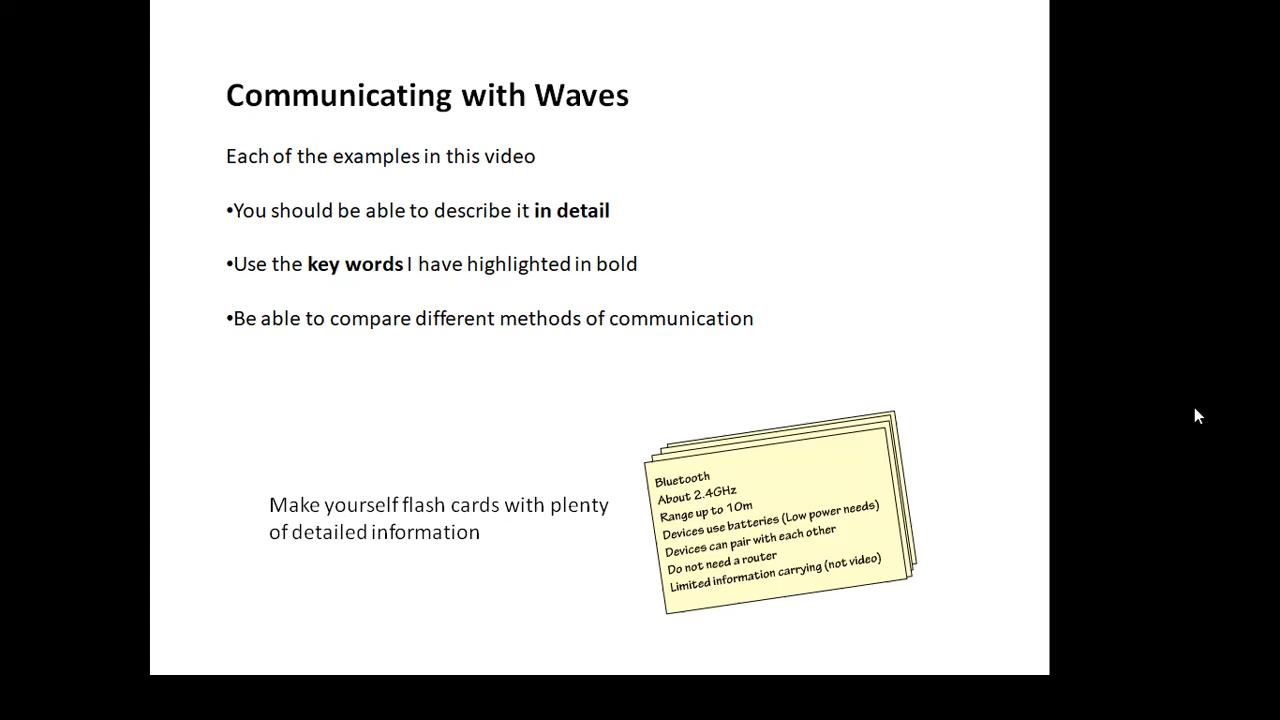 Communicating with Waves
Each of the examples in this video
•You should be able to describe it in detail
•Use the key words I have highlighted in bold
•Be able to compare different methods of communication
Make yourself flash cards with plenty
of detailed information
Bluetooth
About 2.4GHz
Range up to 10m
Devices use batteries (Low power needs)
Devices can pair with each other
Do not need a router
Limited information carrying (not video)